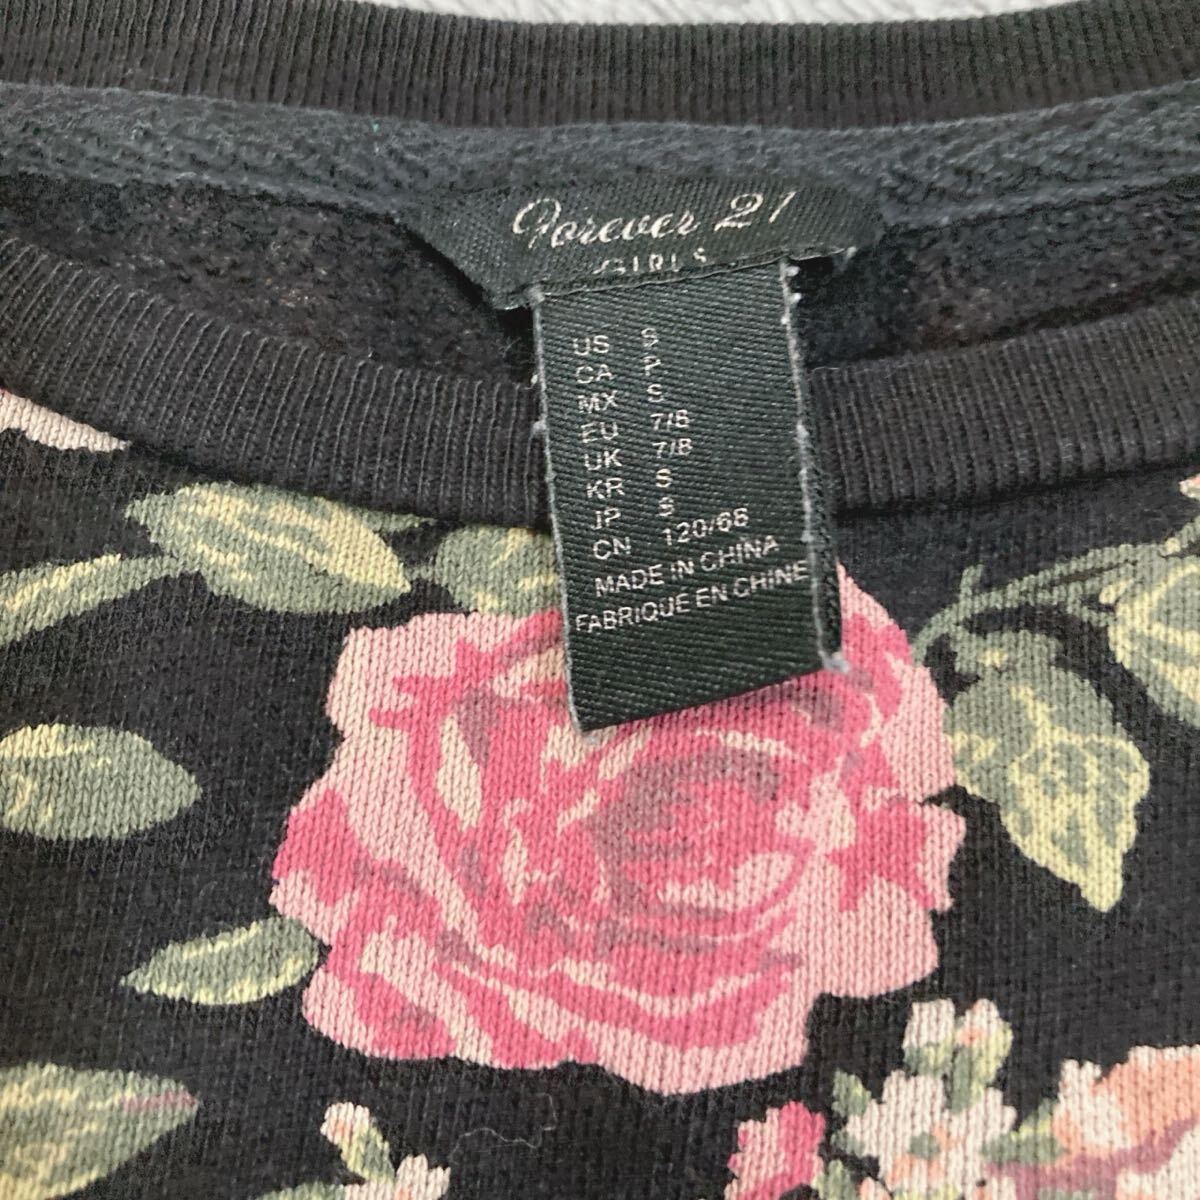 Forever 21
GIRLS
US S
CA P
MX S
EU 7/8
UK 7/8
KR S
JP S
CN 120/68
MADE IN CHINA
FABRIQUE EN CHINE